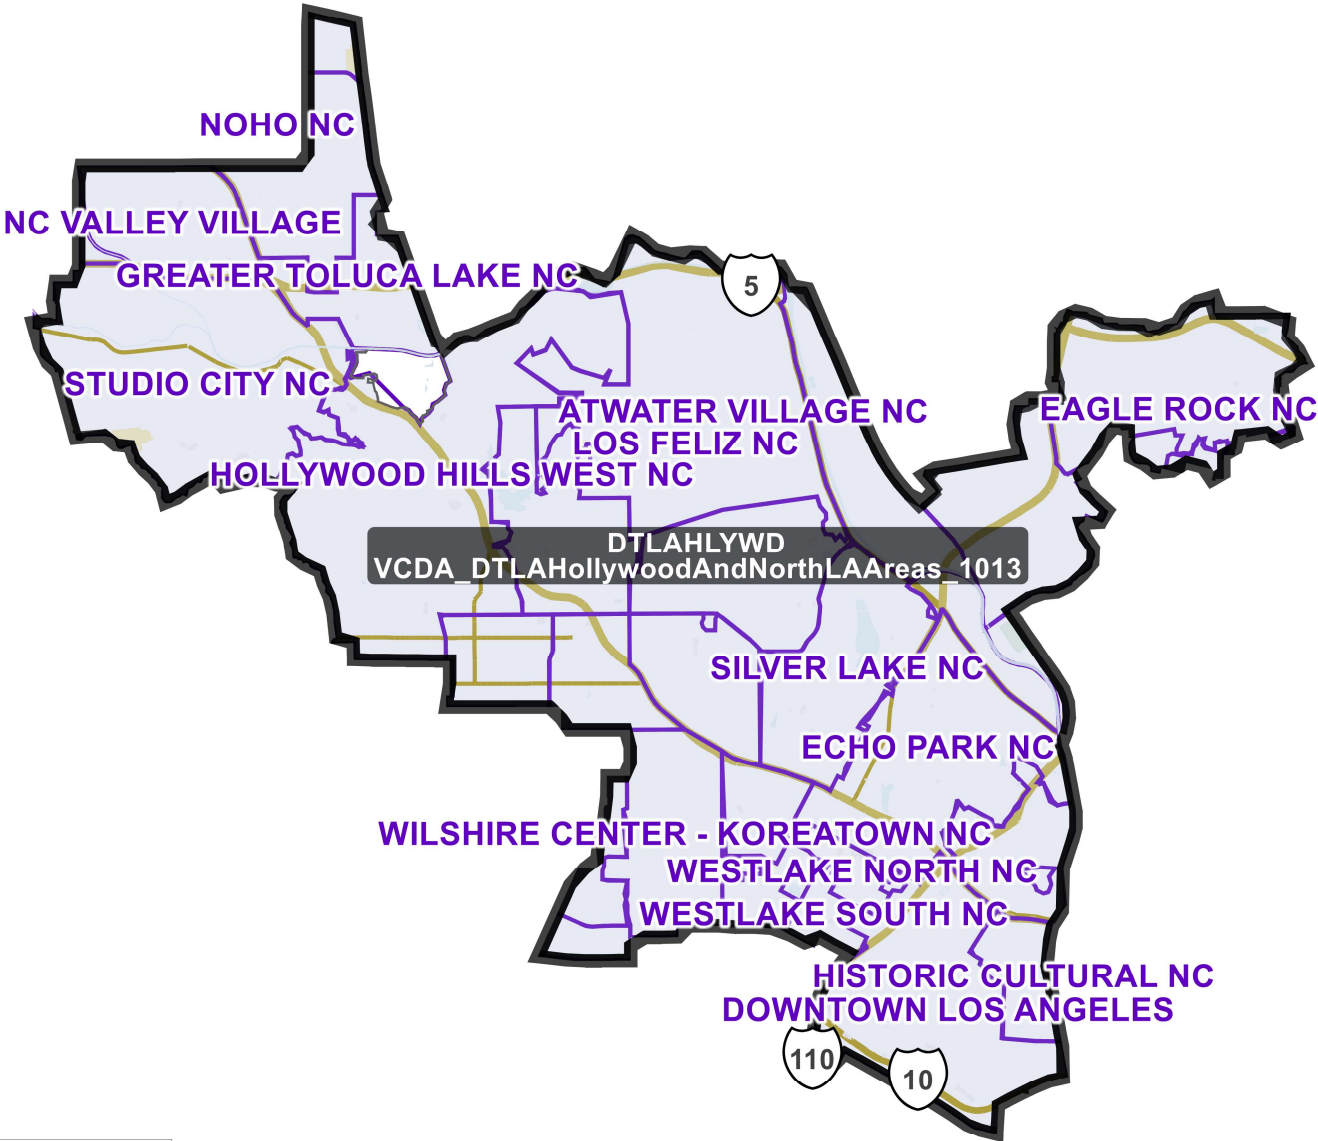 NOHO NC
NC VALLEY VILLAGE
GREATER TOLUCA LAKE NC
5
STUDIO CITY NC
ATWATER VILLAGE NC
EAGLE ROCK NC
LOS FELIZ NC
HOLLYWOOD HILLS WEST NC
DTLAHLYWD
VCDA_DTLAHollywoodAndNorthLAAreas_1013
SILVER LAKE NC
ECHO PARK NC
WILSHIRE CENTER - KOREATOWN NC
WESTLAKE NORTH NC
WESTLAKE SOUTH NC
HISTORIC CULTURAL NC
DOWNTOWN LOS ANGELES
110
10